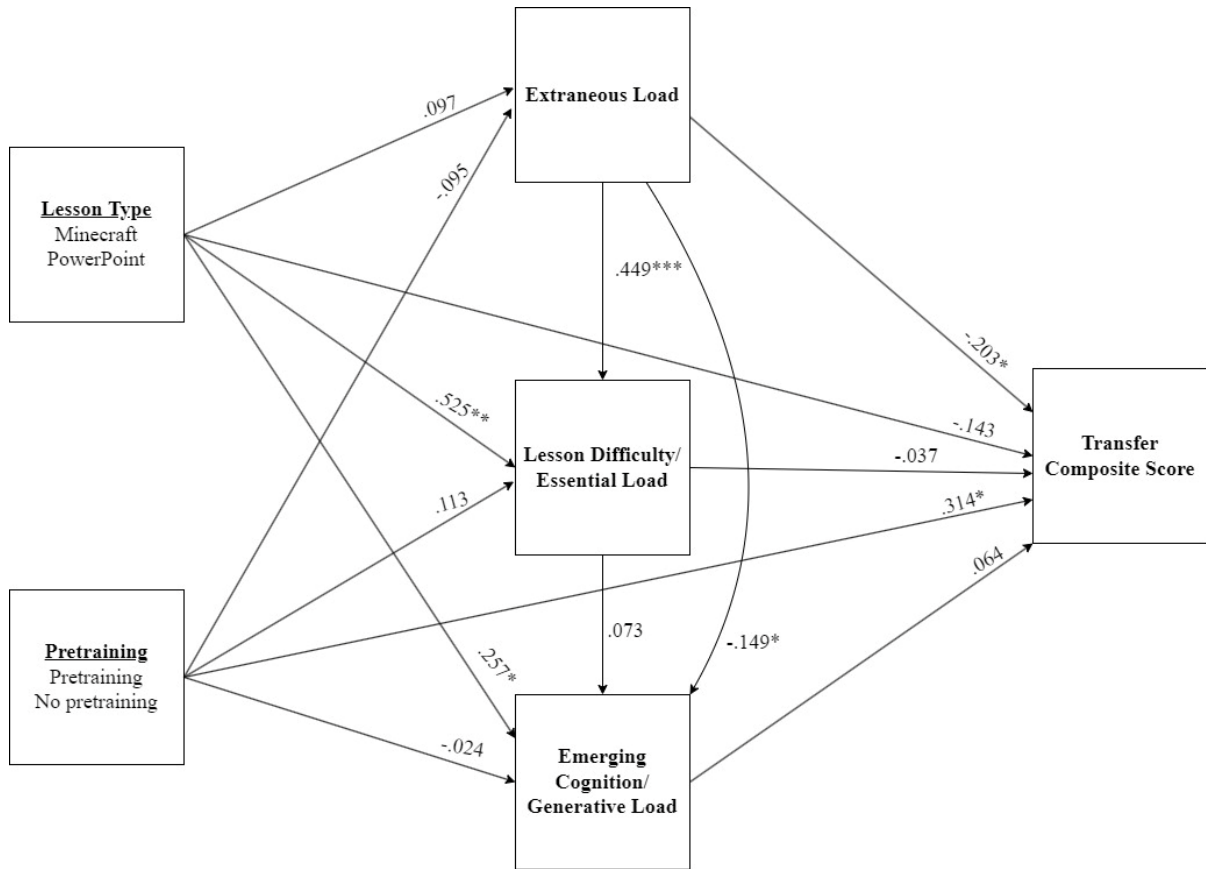 Extraneous Load
.097
-.095
Lesson Type
Minecraft
PowerPoint
.449***
-.203*
.525**
-.143
Lesson Difficulty/
Essential Load
-.037
Transfer
Composite Score
.113
.314*
.064
.073
-.149*
Pretraining
Pretraining
No pretraining
.257*
-.024
Emerging
Cognition/
Generative Load